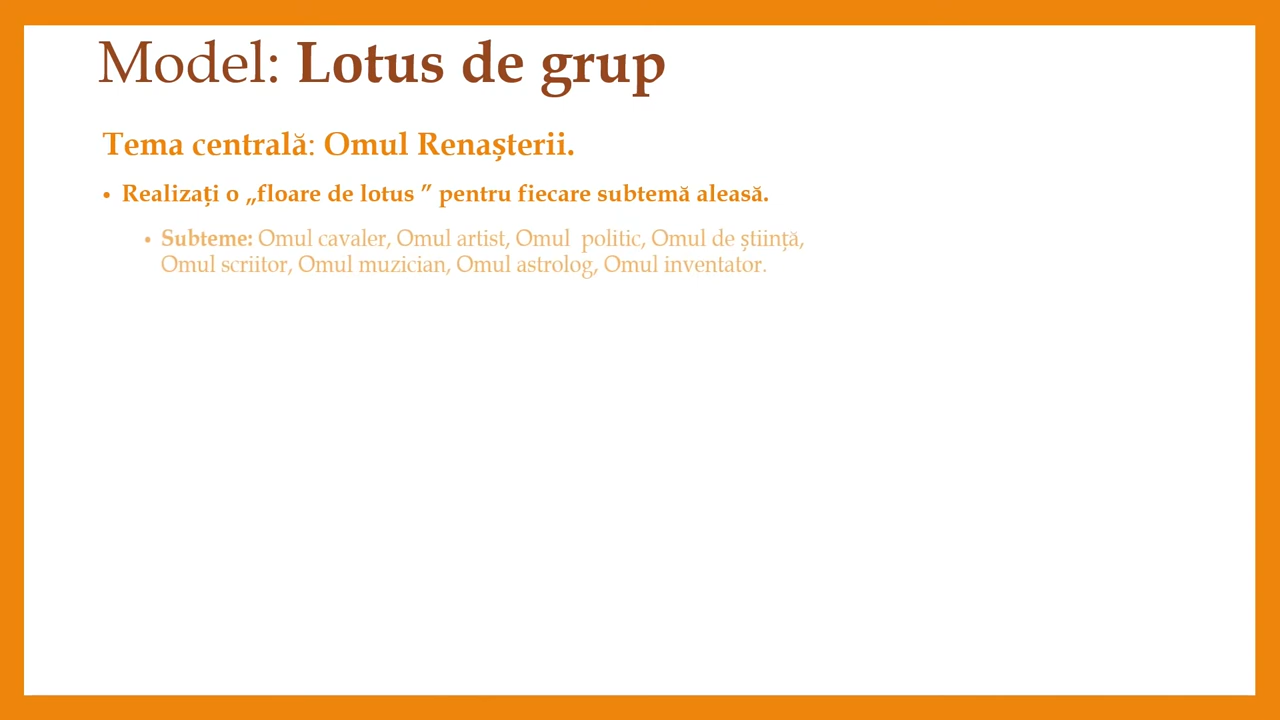 Model: Lotus de grup
Tema centrală: Omul Renașterii.
• Realizați o „floare de lotus ” pentru fiecare subtemă aleasă.
• Subteme: Omul cavaler, Omul artist, Omul  politic, Omul de știință,
Omul scriitor, Omul muzician, Omul astrolog, Omul inventator.